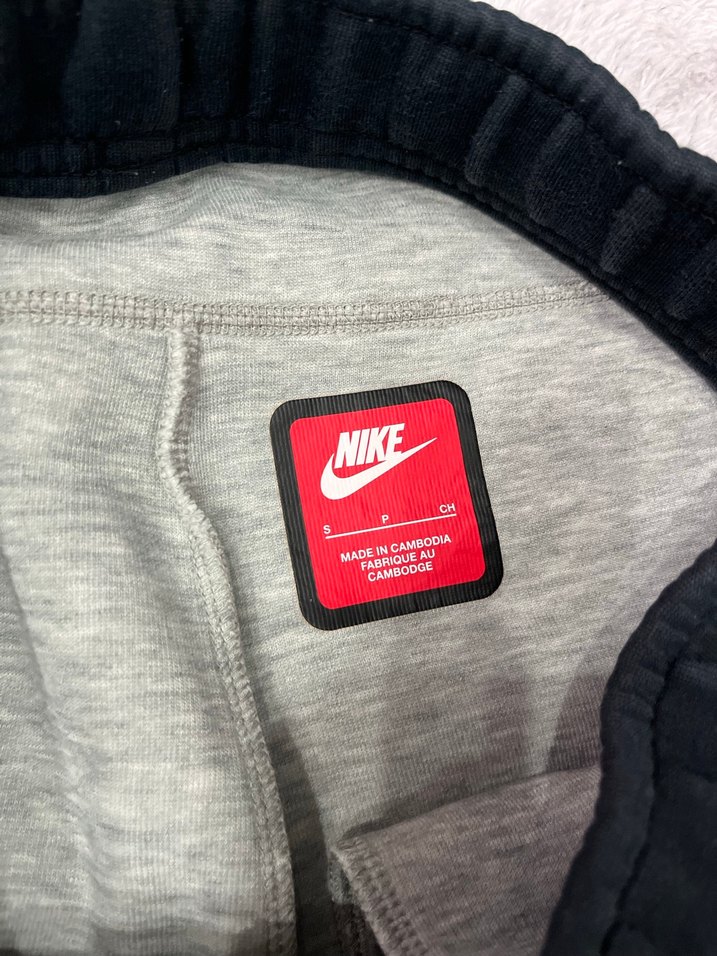 NIKE
S P CH
MADE IN CAMBODIA
FABRIQUE AU
CAMBODGE